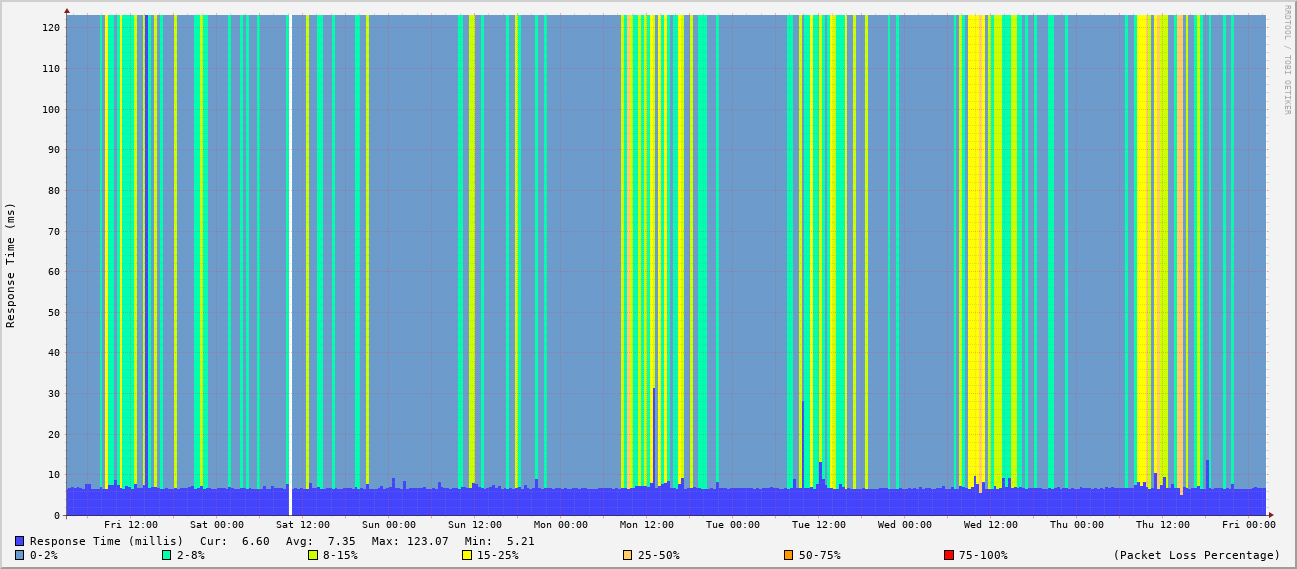 RRDTOOL / TOBI OETIKER
Response Time (ms)
120
110
100
90
80
70
60
50
40
30
20
10
0
Fri 12:00 Sat 00:00 Sat 12:00 Sun 00:00 Sun 12:00 Mon 00:00 Mon 12:00 Tue 00:00 Tue 12:00 Wed 00:00 Wed 12:00 Thu 00:00 Thu 12:00 Fri 00:00
Response Time (millis) Cur: 6.60 Avg: 7.35 Max: 123.07 Min: 5.21
0-2% 2-8% 8-15% 15-25% 25-50% 50-75% 75-100% (Packet Loss Percentage)